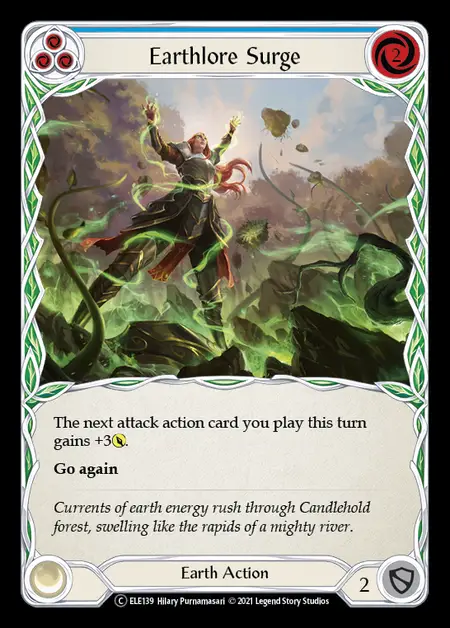 Earthlore Surge
2
The next attack action card you play this turn
gains +3.
Go again
Currents of earth energy rush through Candlehold
forest, swelling like the rapids of a mighty river.
Earth Action
2
C ELE139 Hilary Purnamasari © 2021 Legend Story Studios